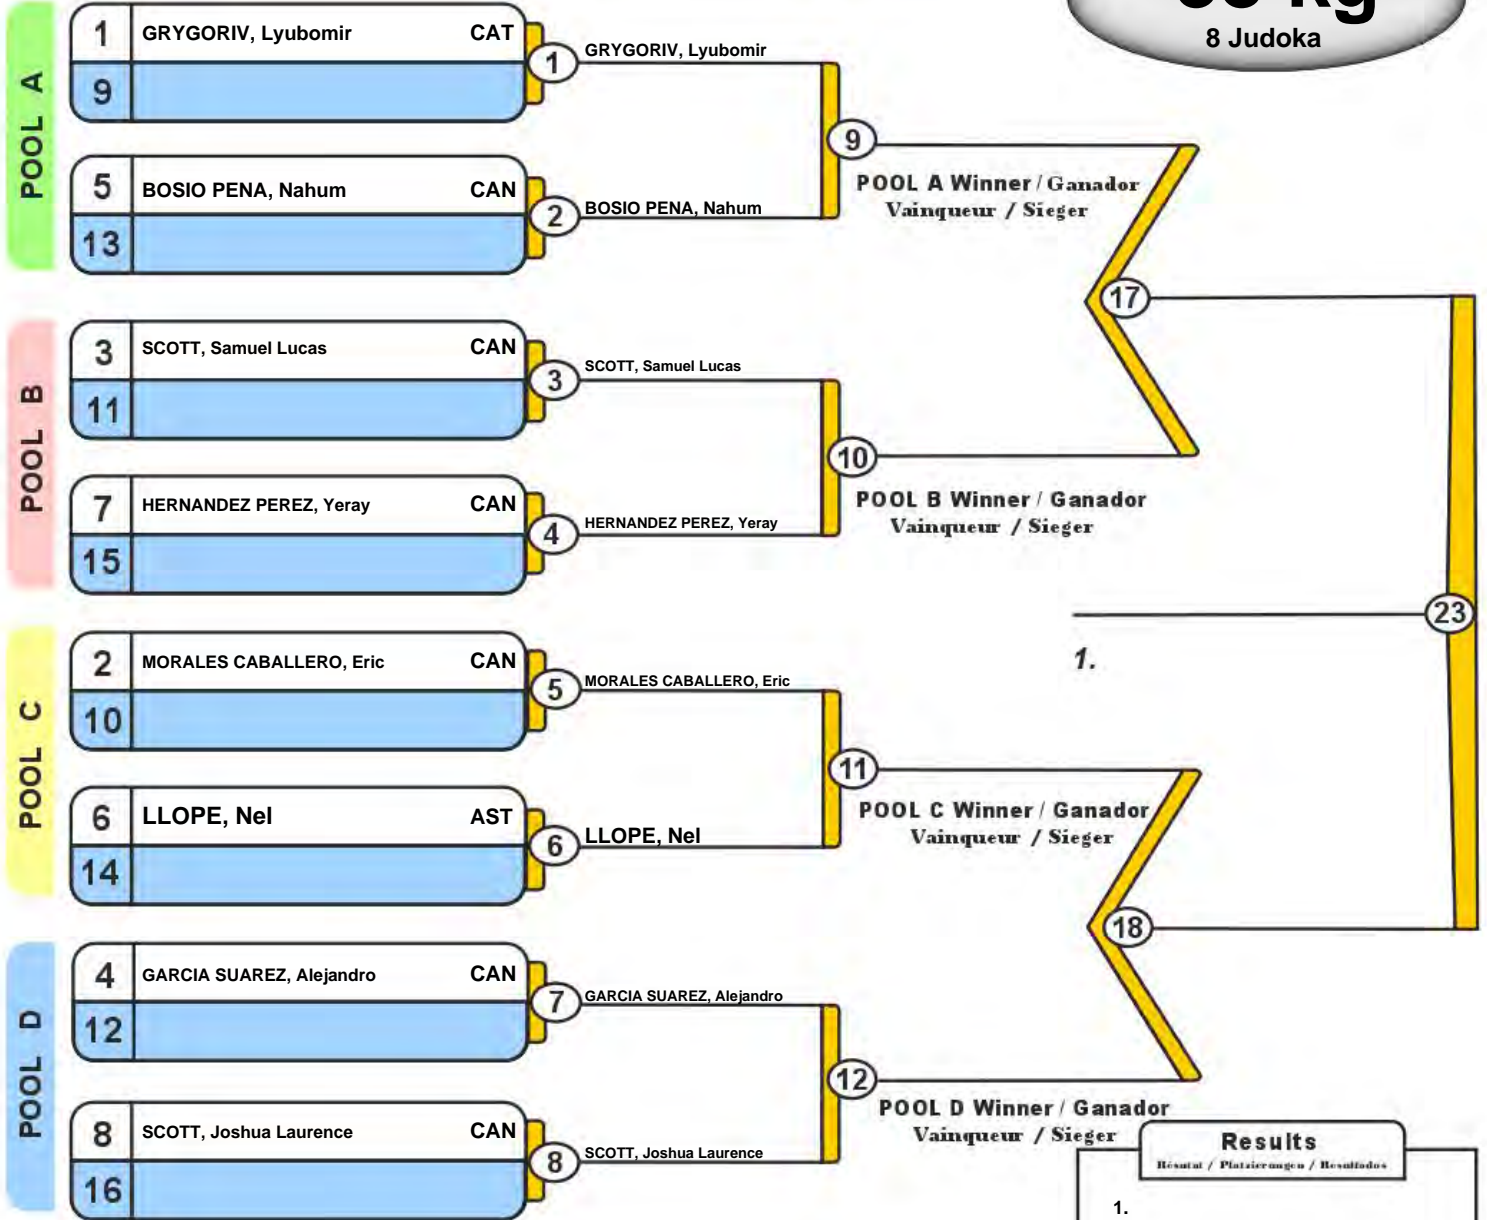 kg
8 Judoka
POOL A
1 GRYGORIV, Lyubomir CAT
9
1
GRYGORIV, Lyubomir
5 BOSIO PENA, Nahum CAN
13
2
BOSIO PENA, Nahum
9
POOL A Winner / Ganador
Vainqueur / Sieger
POOL B
3 SCOTT, Samuel Lucas CAN
11
3
SCOTT, Samuel Lucas
7 HERNANDEZ PEREZ, Yeray CAN
15
4
HERNANDEZ PEREZ, Yeray
10
POOL B Winner / Ganador
Vainqueur / Sieger
17
POOL C
2 MORALES CABALLERO, Eric CAN
10
5
MORALES CABALLERO, Eric
6 LLOPE, Nel AST
14
6
LLOPE, Nel
11
POOL C Winner / Ganador
Vainqueur / Sieger
POOL D
4 GARCIA SUAREZ, Alejandro CAN
12
7
GARCIA SUAREZ, Alejandro
8 SCOTT, Joshua Laurence CAN
16
8
SCOTT, Joshua Laurence
12
POOL D Winner / Ganador
Vainqueur / Sieger
18
23
1.
Results
Résutat / Platzierungen / Resultados
1.